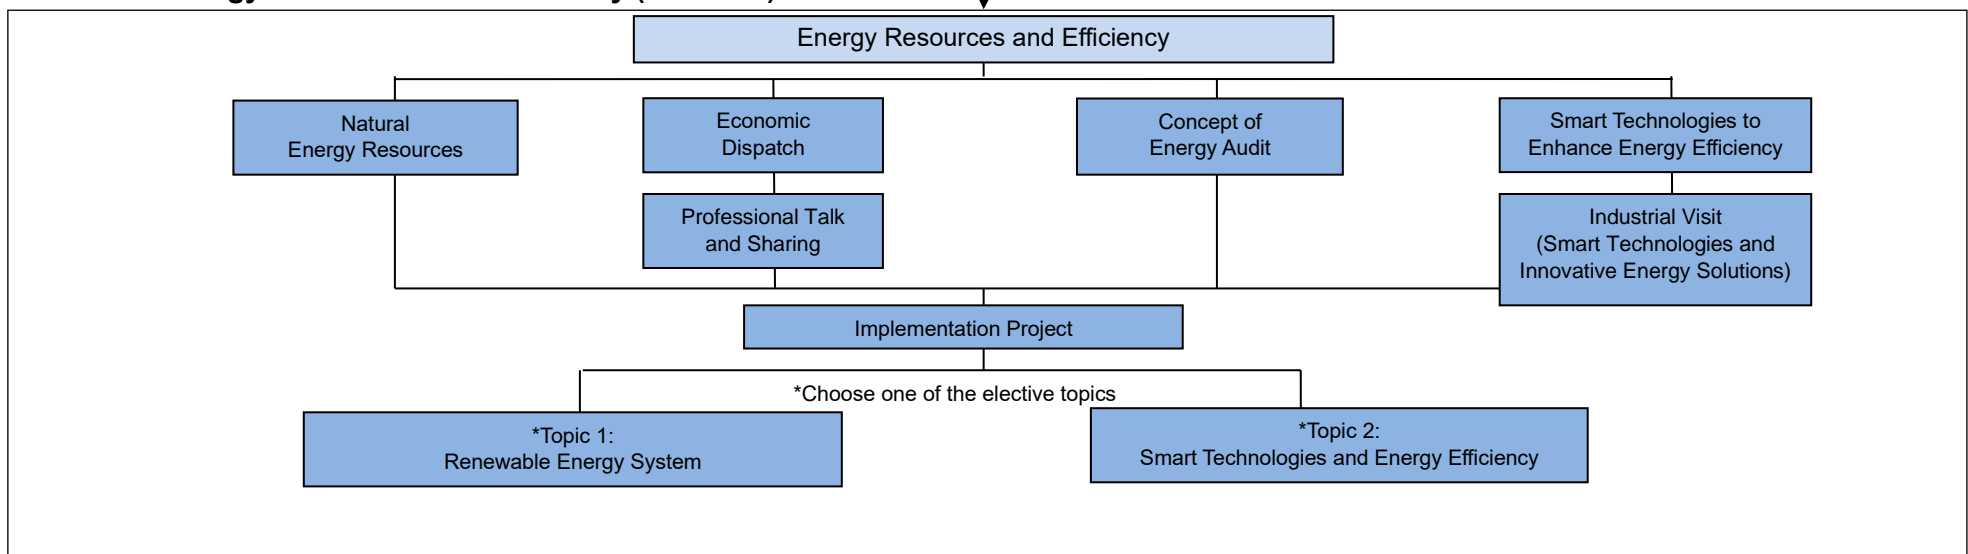 Energy Resources and Efficiency
Natural
Energy Resources
Economic
Dispatch
Concept of
Energy Audit
Smart Technologies to
Enhance Energy Efficiency
Professional Talk
and Sharing
Industrial Visit
(Smart Technologies and
Innovative Energy Solutions)
Implementation Project
*Choose one of the elective topics
*Topic 1:
Renewable Energy System
*Topic 2:
Smart Technologies and Energy Efficiency